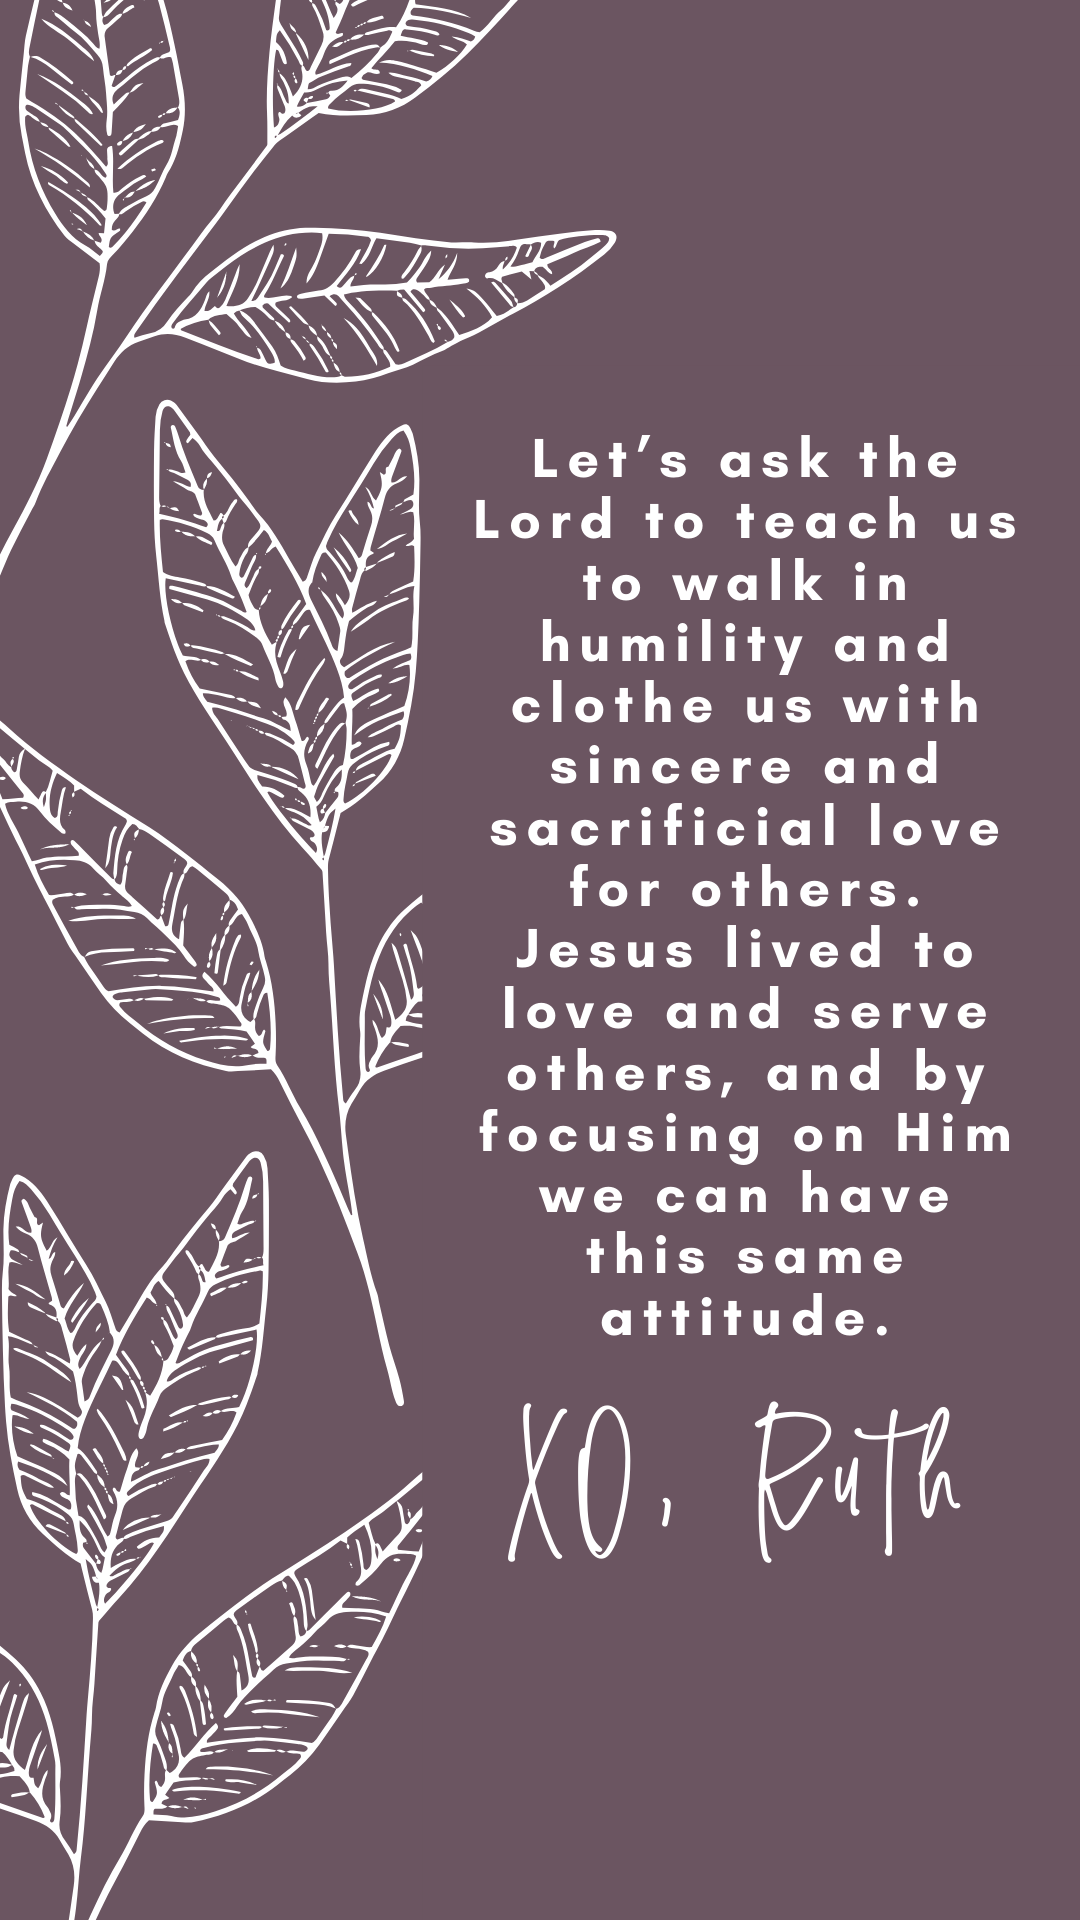 Let’s ask the
Lord to teach us
to walk in
humility and
clothe us with
sincere and
sacrificial love
for others.
Jesus lived to
love and serve
others, and by
focusing on Him
we can have
this same
attitude.
XO, Ruth